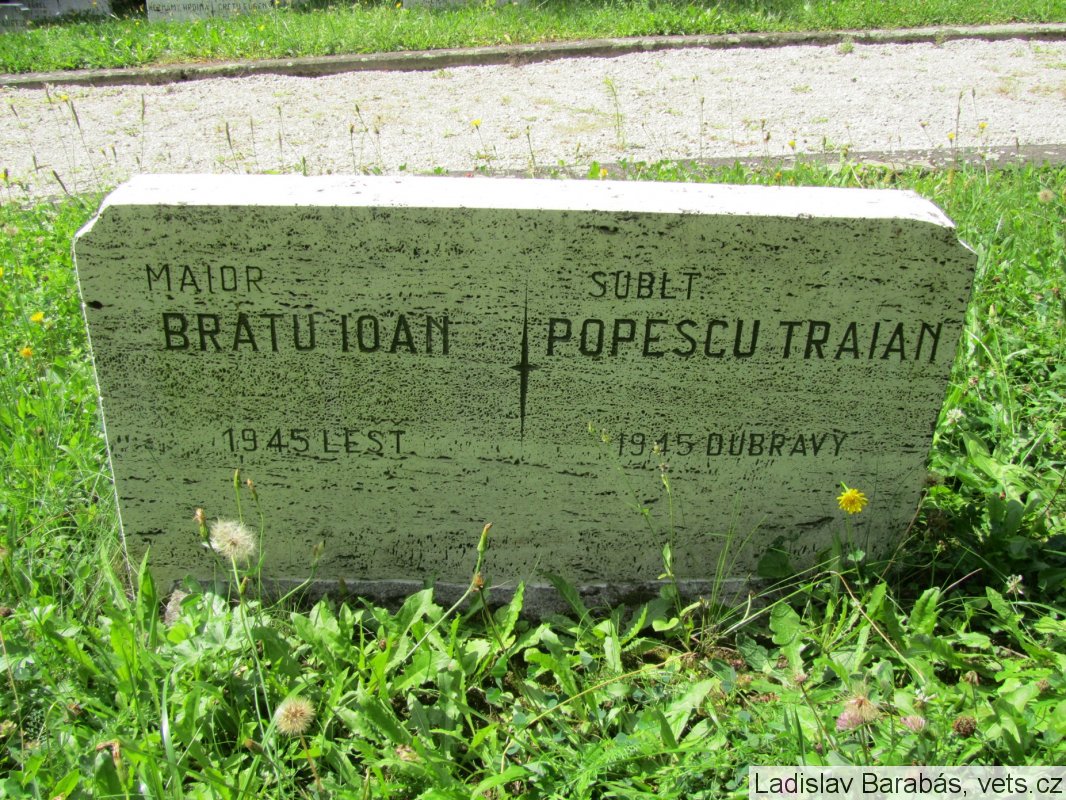 MAIOR
BRATU IOAN
1945 LEST
SUBLT
POPESCU TRAIAN
1945 DUBRAVY
Ladislav Barabás, vets.cz